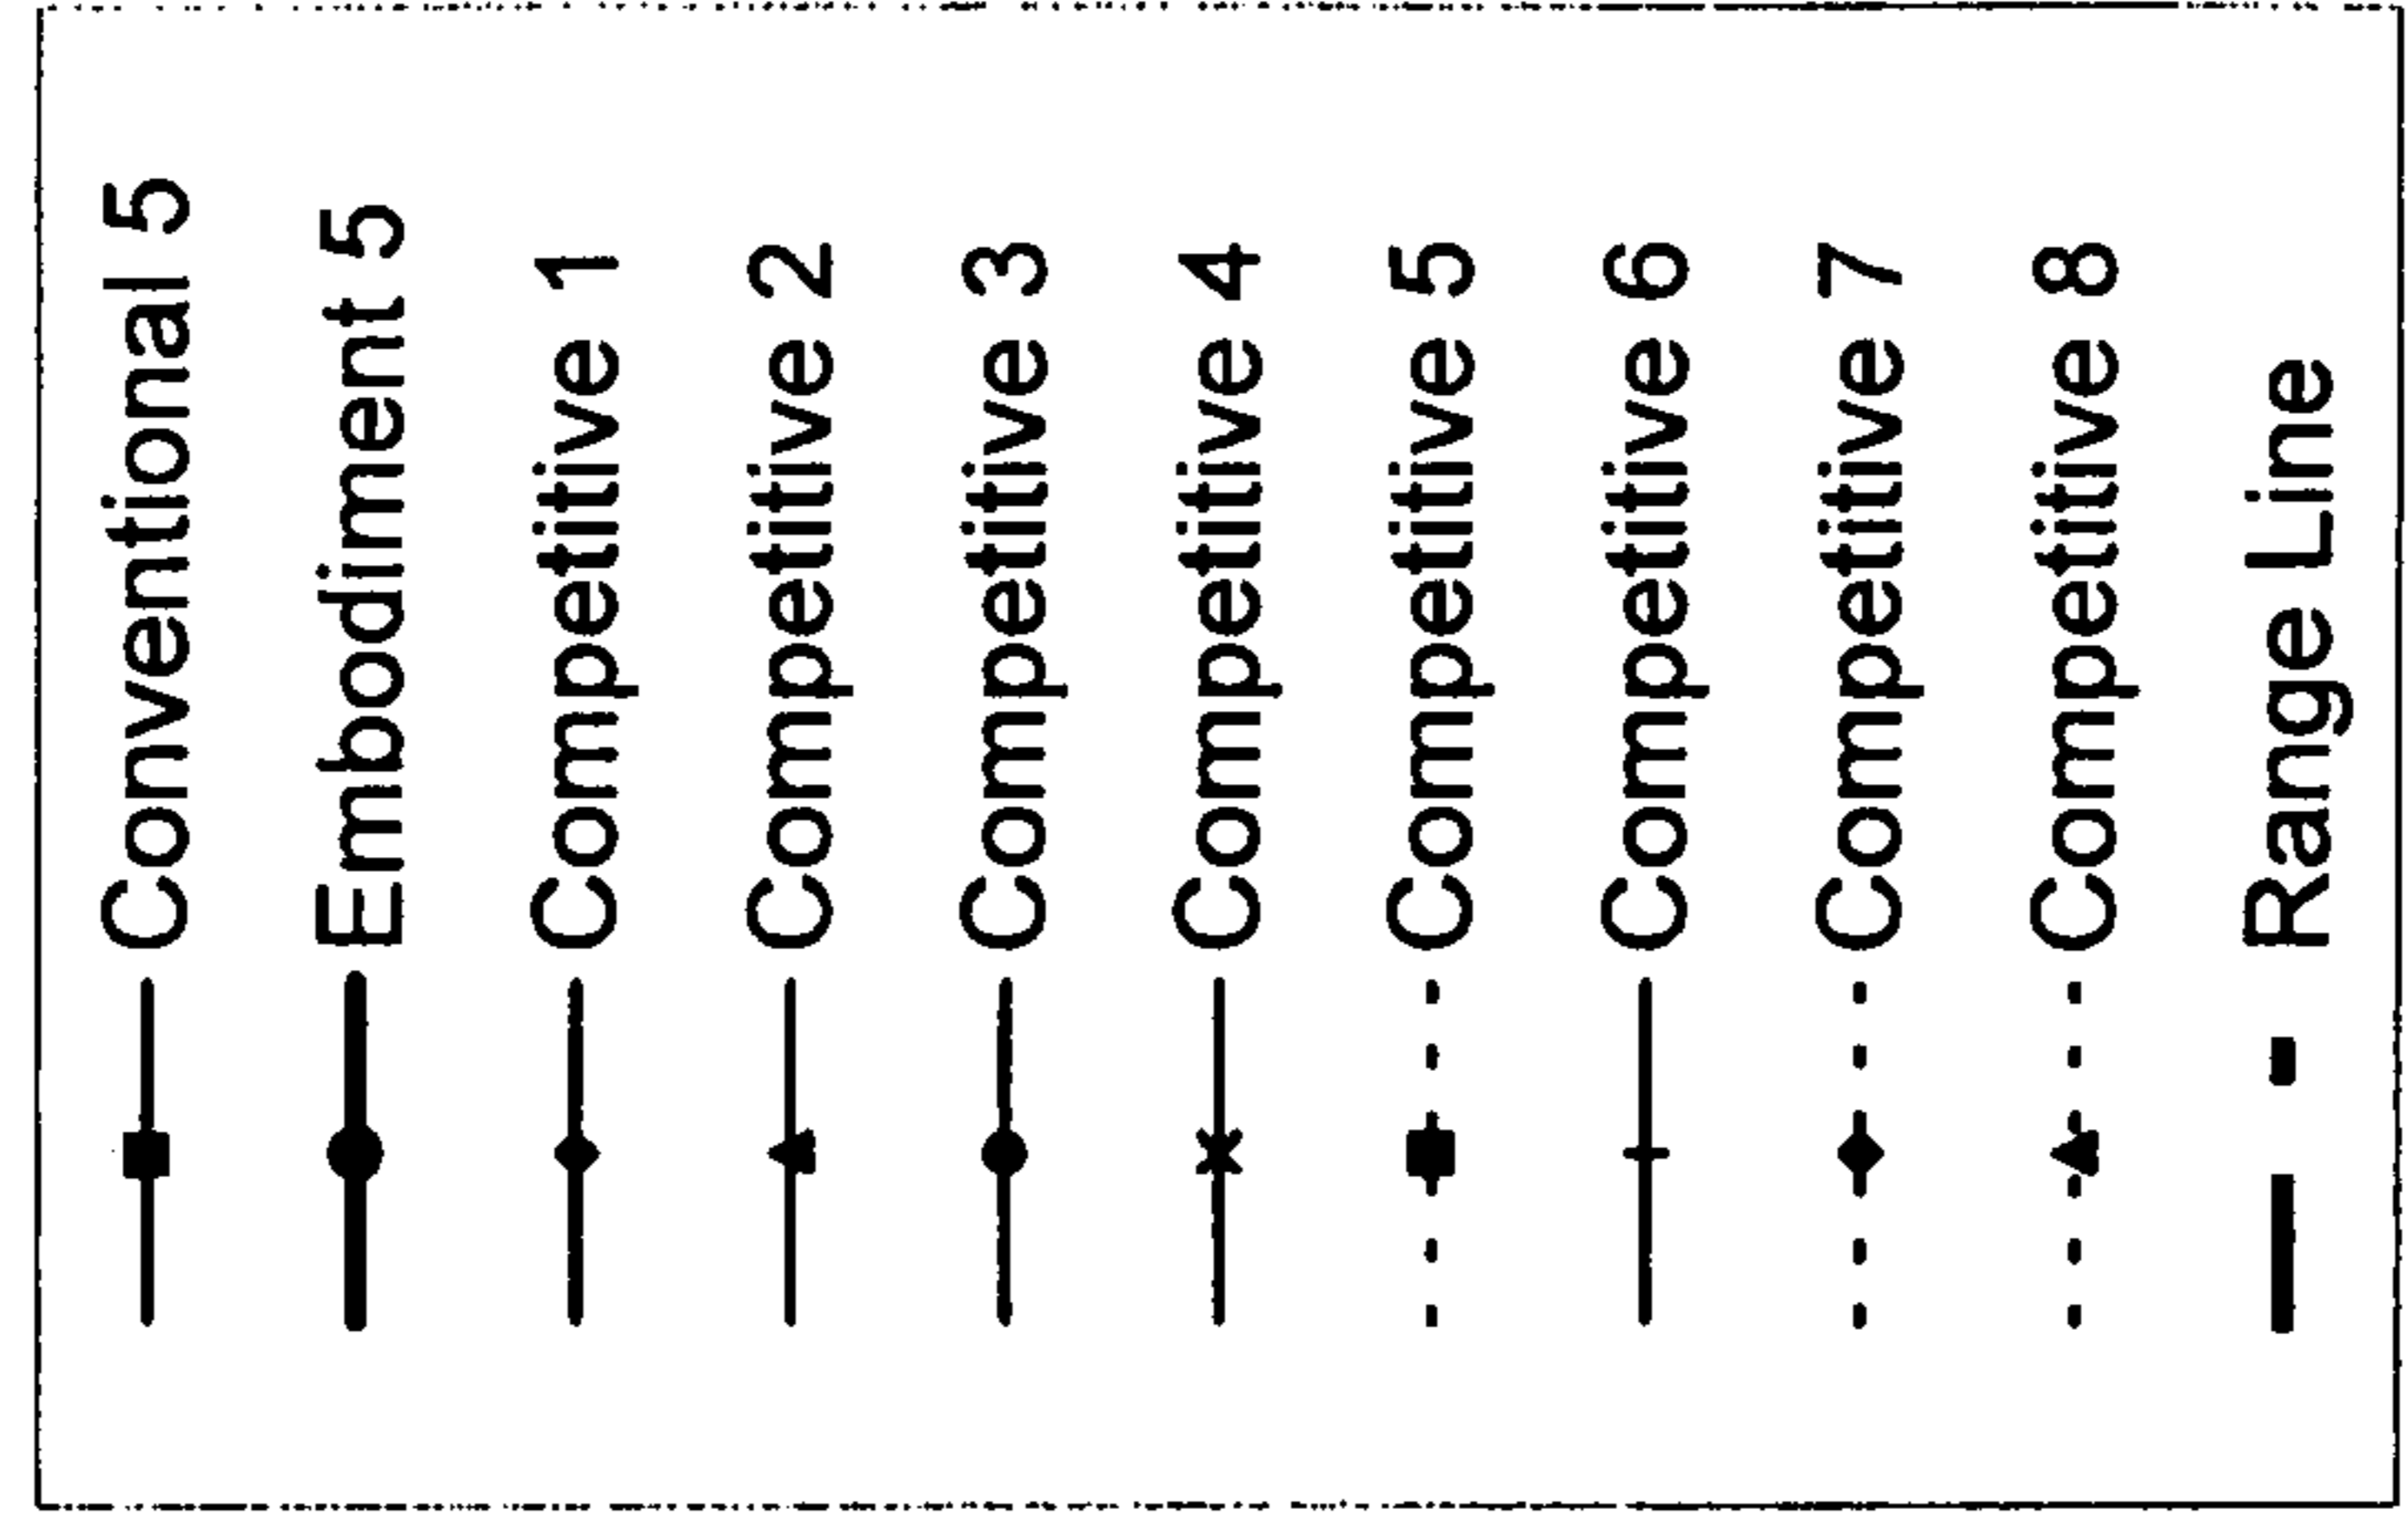 Conventional 5
Embodiment 5
Competitive 1
Competitive 2
Competitive 3
Competitive 4
Competitive 5
Competitive 6
Competitive 7
Competitive 8
Range Line